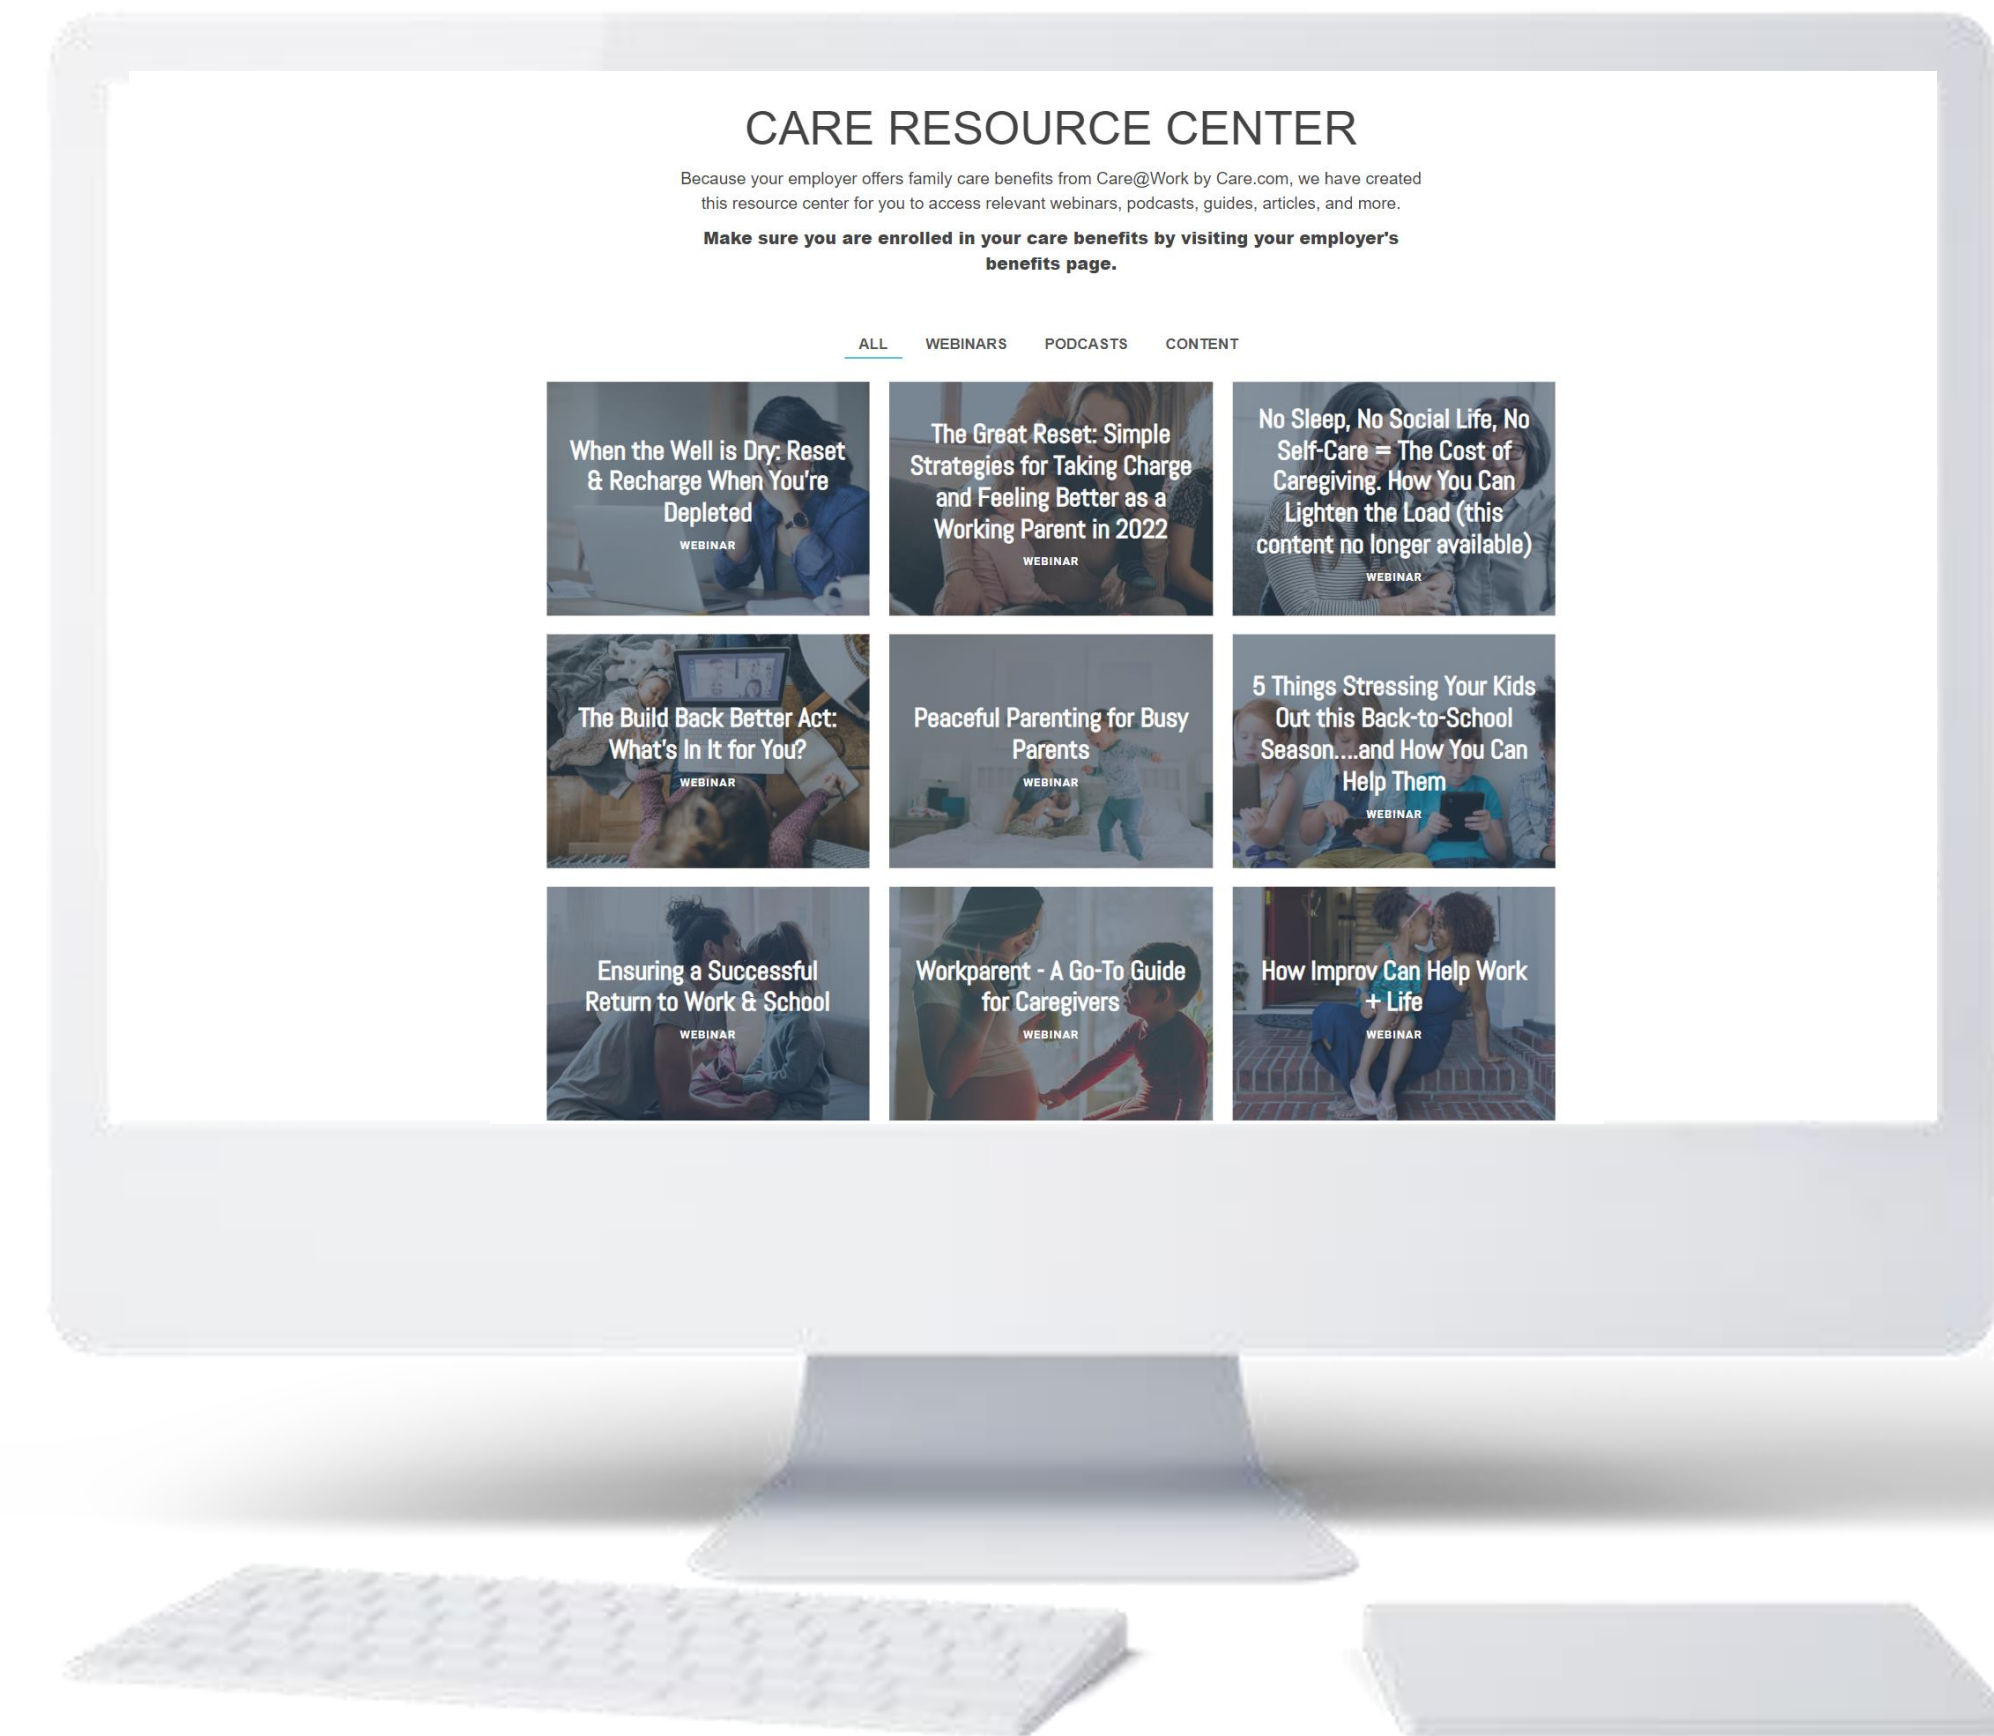 CARE RESOURCE CENTER
Because your employer offers family care benefits from Care@Work by Care.com, we have created
this resource center for you to access relevant webinars, podcasts, guides, articles, and more.
Make sure you are enrolled in your care benefits by visiting your employer's
benefits page.
ALL WEBINARS PODCASTS CONTENT
When the Well is Dry: Reset
& Recharge When You're
Depleted
WEBINAR
The Great Reset: Simple
Strategies for Taking Charge
and Feeling Better as a
Working Parent in 2022
WEBINAR
No Sleep, No Social Life, No
Self-Care = The Cost of
Caregiving. How You Can
Lighten the Load (this
content no longer available)
WEBINAR
The Build Back Better Act:
What's In It for You?
WEBINAR
Peaceful Parenting for Busy
Parents
WEBINAR
5 Things Stressing Your Kids
Out this Back-to-School
Season....and How You Can
Help Them
WEBINAR
Ensuring a Successful
Return to Work & School
WEBINAR
Workparent - A Go-To Guide
for Caregivers
WEBINAR
How Improv Can Help Work
+ Life
WEBINAR